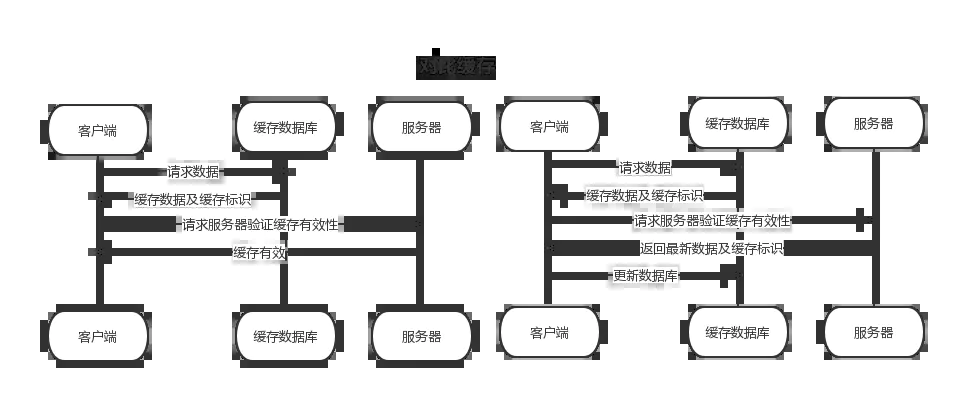 对比缓存
客户端 缓存数据库 服务器 客户端 缓存数据库 服务器
请求数据 请求数据
缓存数据及缓存标识 缓存数据及缓存标识
请求服务器验证缓存有效性 请求服务器验证缓存有效性
缓存有效 返回最新数据及缓存标识
更新数据库
客户端 缓存数据库 服务器 客户端 缓存数据库 服务器